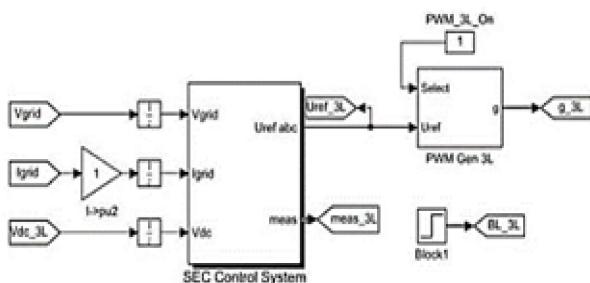 PWM_3L_On
1
Select
g
g_3L
Uref
PWM Gen 3L
Vgrid
Vgrid
Uref_3L
Uref abc
Igrid
1
I->pu2
Igrid
meas
meas_3L
Vdc_3L
Vdc
SEC Control System
Block1
BL_3L